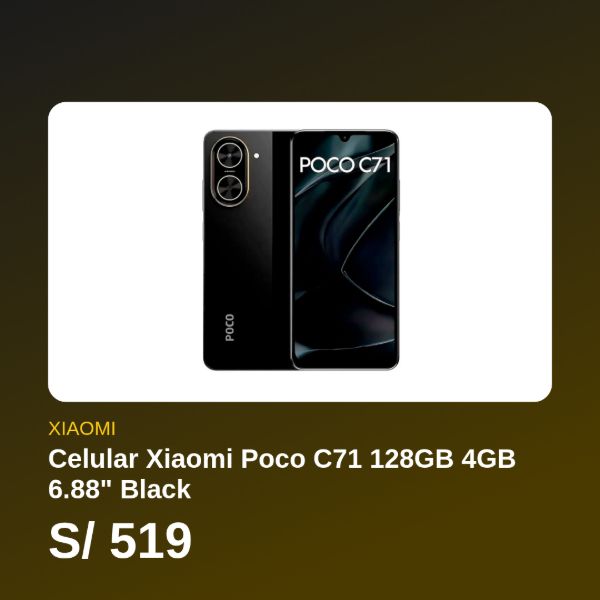 POCO C71
POCO
XIAOMI
Celular Xiaomi Poco C71 128GB 4GB
6.88" Black
S/ 519